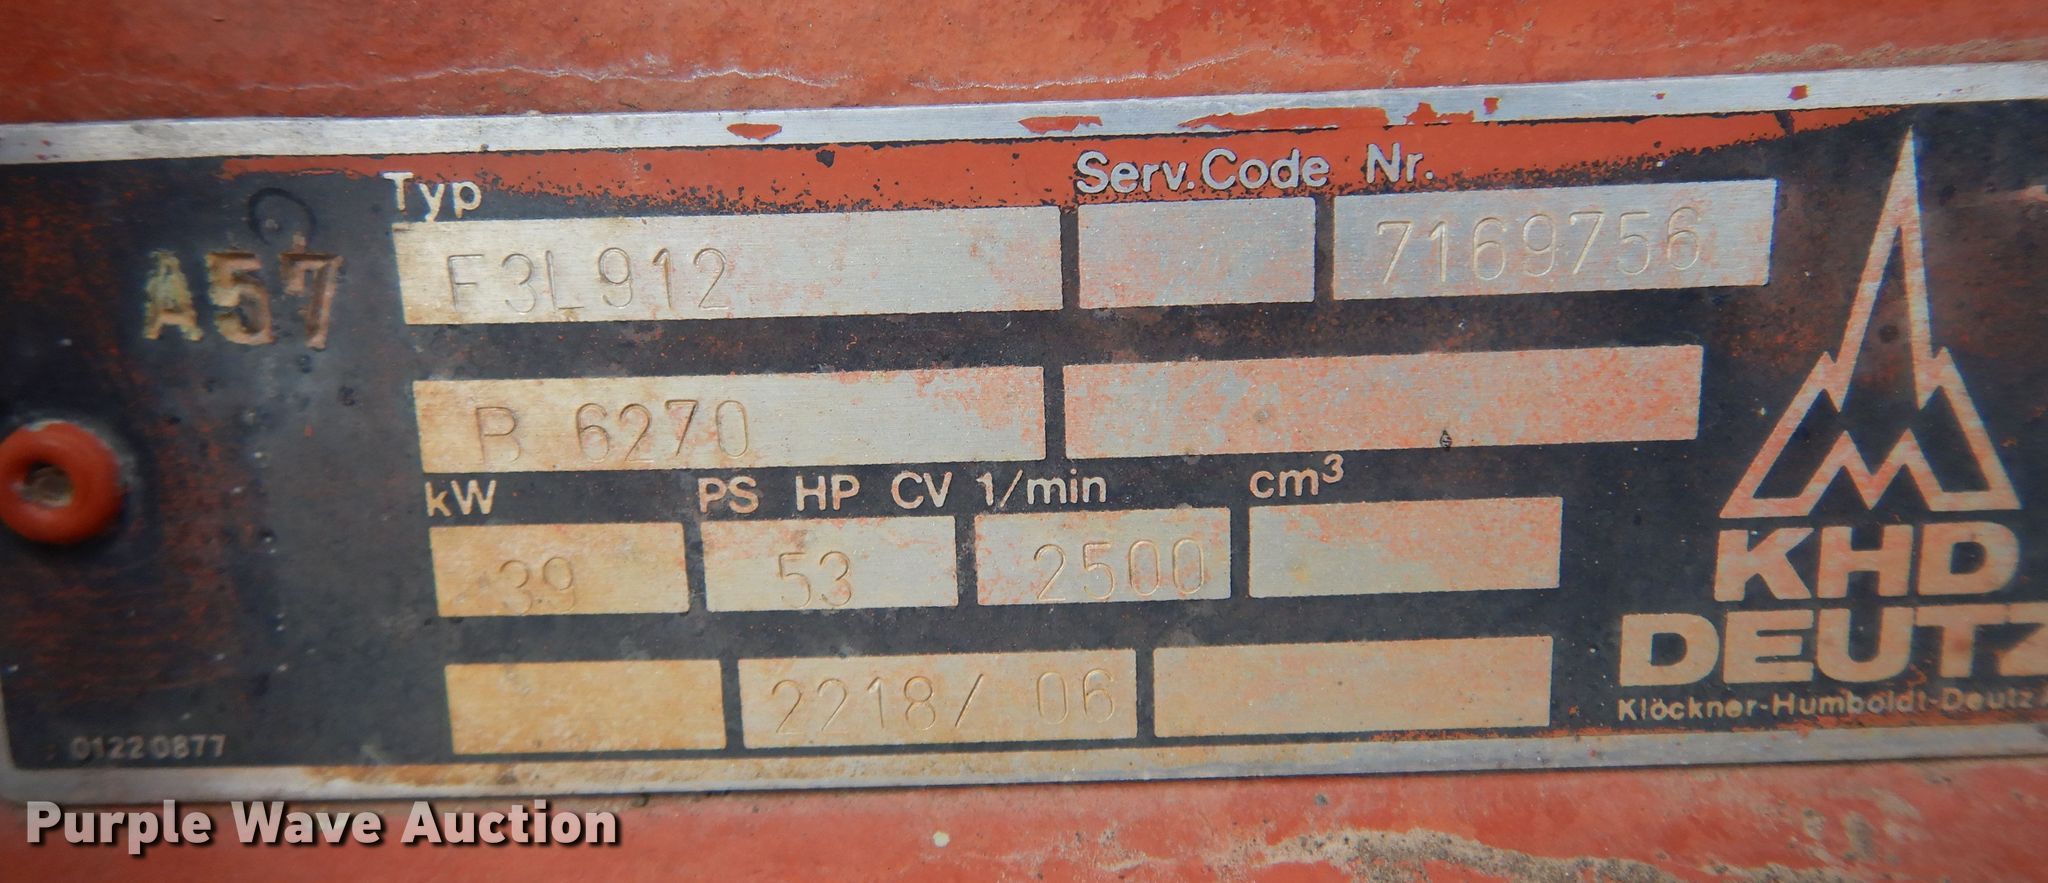 Typ Serv.Code Nr.
A57 F3L912 7169756
B 6270
kW PS HP CV 1/min cm3
39 53 2500
KHD
DEUTZ
2218/ 06
Klöckner-Humboldt-Deutz
01220877
Purple Wave Auction